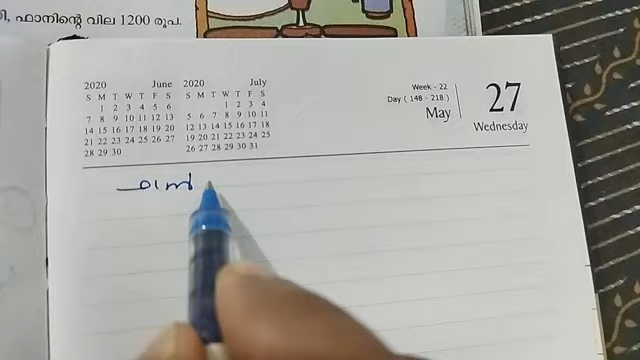 ി, ഫാനിന്റെ വില 1200 രൂപ.
2020 June
S M T W T F S
1 2 3 4 5 6
7 8 9 10 11 12 13
14 15 16 17 18 19 20
21 22 23 24 25 26 27
28 29 30
2020 July
S M T W T F S
1 2 3 4
5 6 7 8 9 10 11
12 13 14 15 16 17 18
19 20 21 22 23 24 25
26 27 28 29 30 31
Week - 22
Day (148 - 218)
May
27
Wednesday